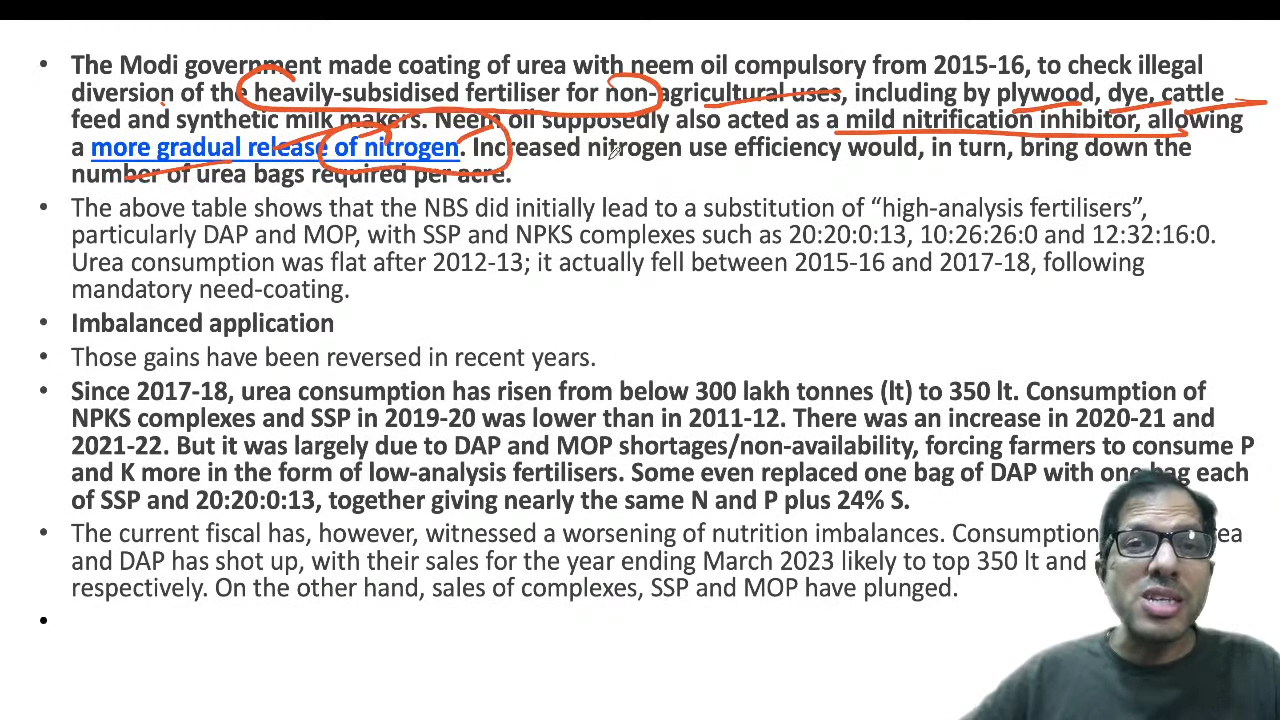 • The Modi government made coating of urea with neem oil compulsory from 2015-16, to check illegal
diversion of the heavily-subsidised fertiliser for non-agricultural uses, including by plywood, dye, cattle
feed and synthetic milk makers. Neem oil supposedly also acted as a mild nitrification inhibitor, allowing
a more gradual release of nitrogen. Increased nitrogen use efficiency would, in turn, bring down the
number of urea bags required per acre.
• The above table shows that the NBS did initially lead to a substitution of “high-analysis fertilisers”,
particularly DAP and MOP, with SSP and NPKS complexes such as 20:20:0:13, 10:26:26:0 and 12:32:16:0.
Urea consumption was flat after 2012-13; it actually fell between 2015-16 and 2017-18, following
mandatory need-coating.
• Imbalanced application
• Those gains have been reversed in recent years.
• Since 2017-18, urea consumption has risen from below 300 lakh tonnes (lt) to 350 lt. Consumption of
NPKS complexes and SSP in 2019-20 was lower than in 2011-12. There was an increase in 2020-21 and
2021-22. But it was largely due to DAP and MOP shortages/non-availability, forcing farmers to consume P
and K more in the form of low-analysis fertilisers. Some even replaced one bag of DAP with one bag each
of SSP and 20:20:0:13, together giving nearly the same N and P plus 24% S.
• The current fiscal has, however, witnessed a worsening of nutrition imbalances. Consumption
and DAP has shot up, with their sales for the year ending March 2023 likely to top 350 lt and
respectively. On the other hand, sales of complexes, SSP and MOP have plunged.
•